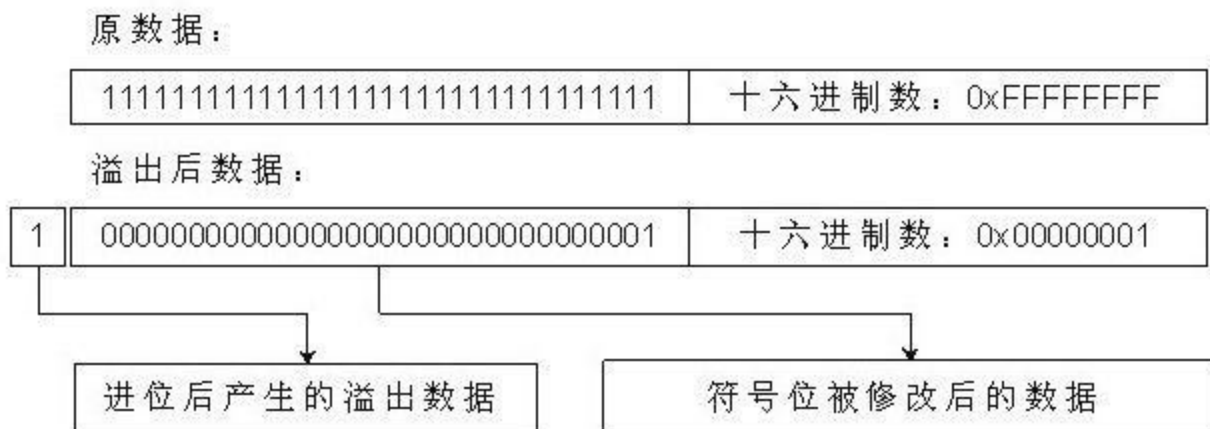 原数据：
11111111111111111111111111111111 十六进制数：0xFFFFFFFF
溢出后数据：
1 00000000000000000000000000000001 十六进制数：0x00000001
进位后产生的溢出数据 符号位被修改后的数据